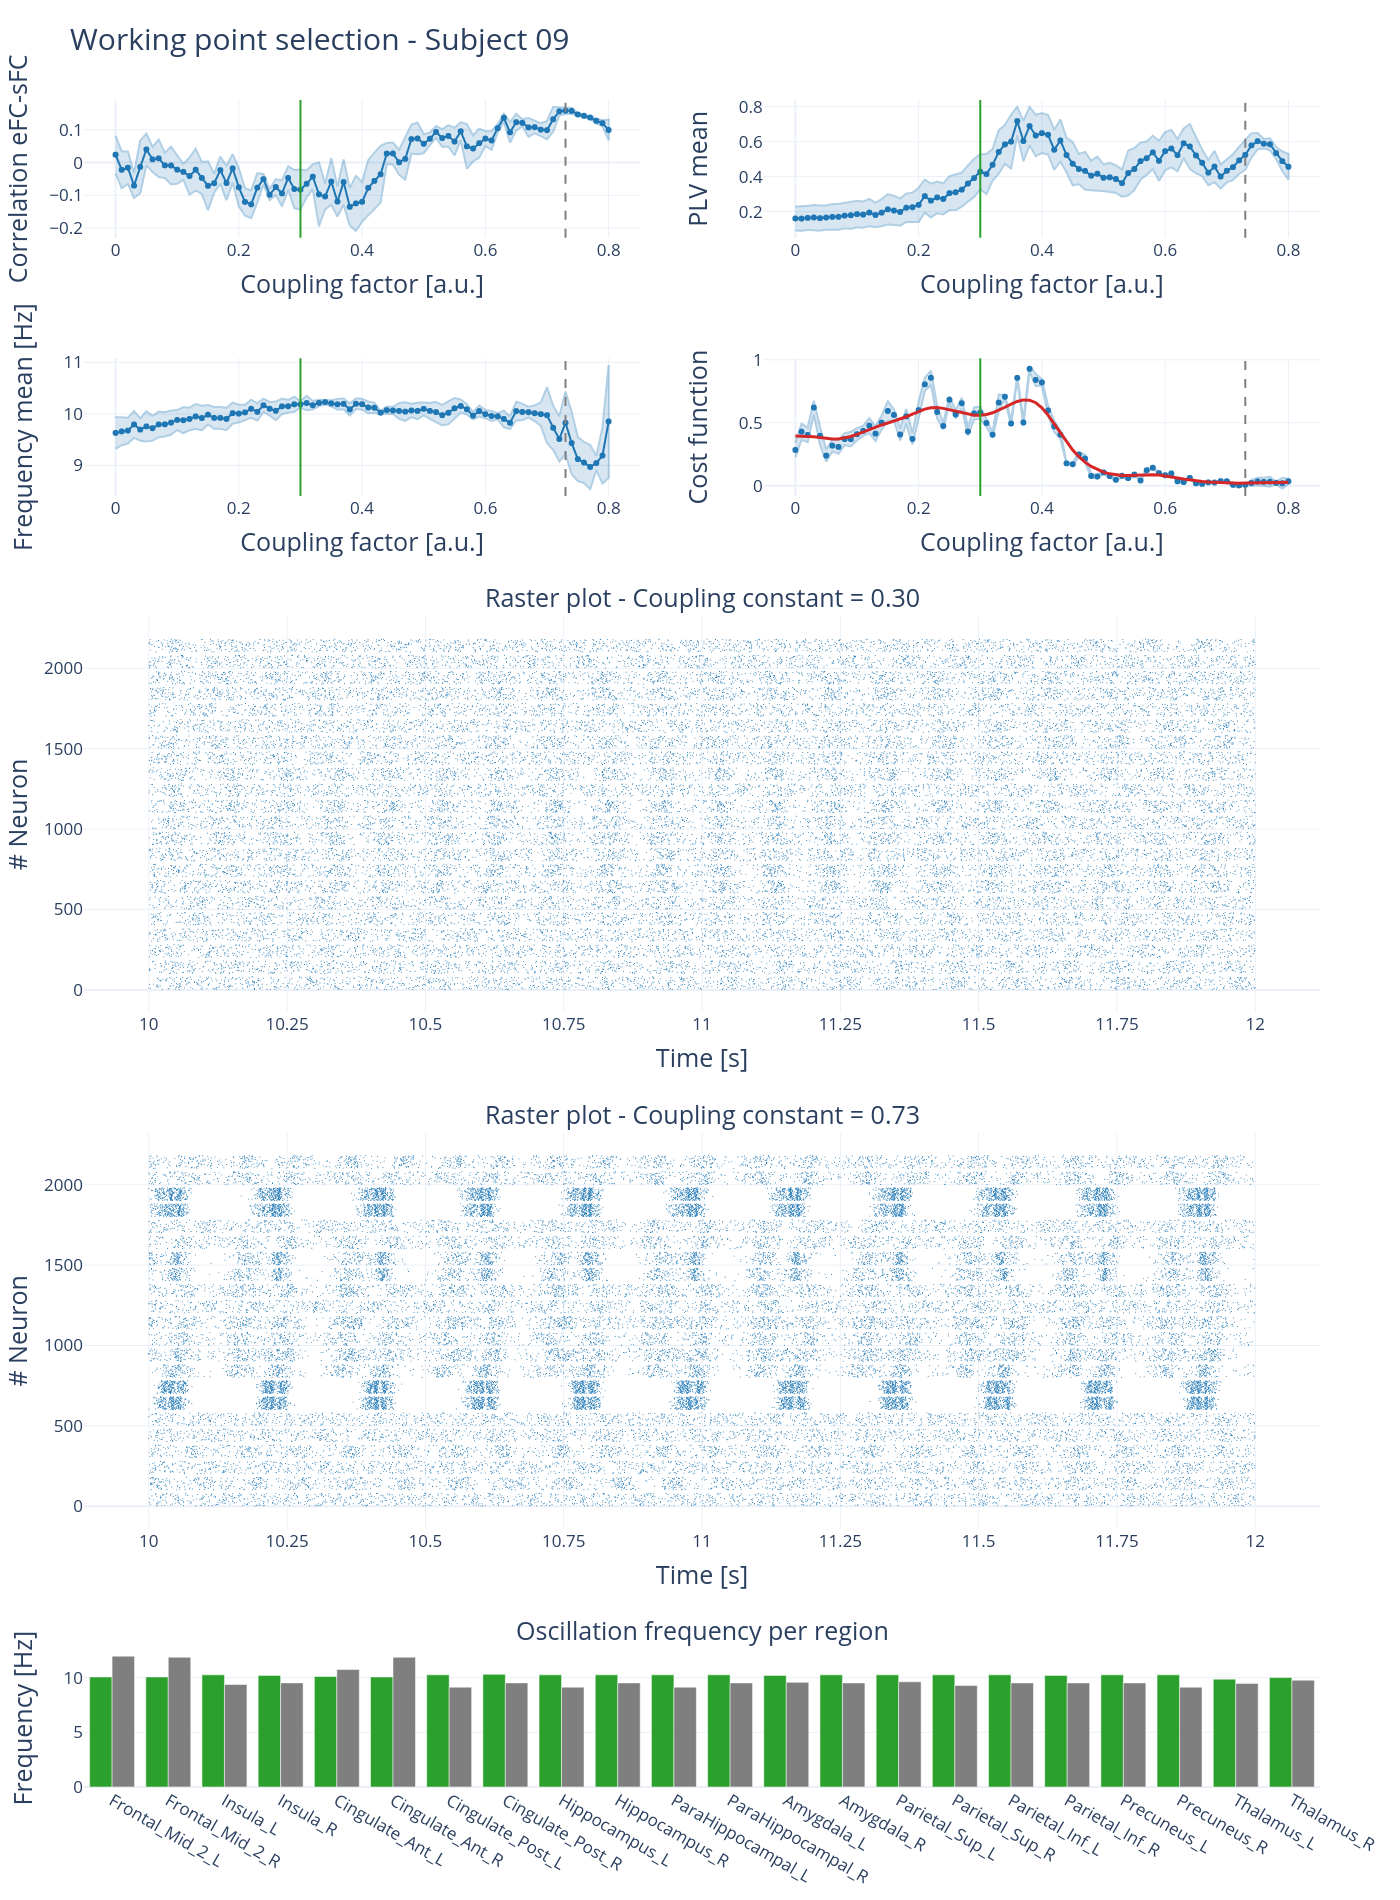 Working point selection - Subject 09
Correlation eFC-sFC
0.1
0
−0.1
−0.2
0
0.2
0.4
0.6
0.8
Coupling factor [a.u.]
PLV mean
0.8
0.6
0.4
0.2
0
0.2
0.4
0.6
0.8
Coupling factor [a.u.]
Frequency mean [Hz]
11
10
9
0
0.2
0.4
0.6
0.8
Coupling factor [a.u.]
Cost function
1
0.5
0
0
0.2
0.4
0.6
0.8
Coupling factor [a.u.]
Raster plot - Coupling constant = 0.30
# Neuron
2000
1500
1000
500
0
10
10.25
10.5
10.75
11
11.25
11.5
11.75
12
Time [s]
Raster plot - Coupling constant = 0.73
# Neuron
2000
1500
1000
500
0
10
10.25
10.5
10.75
11
11.25
11.5
11.75
12
Time [s]
Oscillation frequency per region
Frequency [Hz]
10
5
0
Frontal_Mid_2_L
Frontal_Mid_2_R
Insula_L
Insula_R
Cingulate_Ant_L
Cingulate_Ant_R
Cingulate_Post_L
Cingulate_Post_R
Hippocampus_L
Hippocampus_R
ParaHippocampal_L
ParaHippocampal_R
Amygdala_L
Amygdala_R
Parietal_Sup_L
Parietal_Sup_R
Parietal_Inf_L
Parietal_Inf_R
Precuneus_L
Precuneus_R
Thalamus_L
Thalamus_R